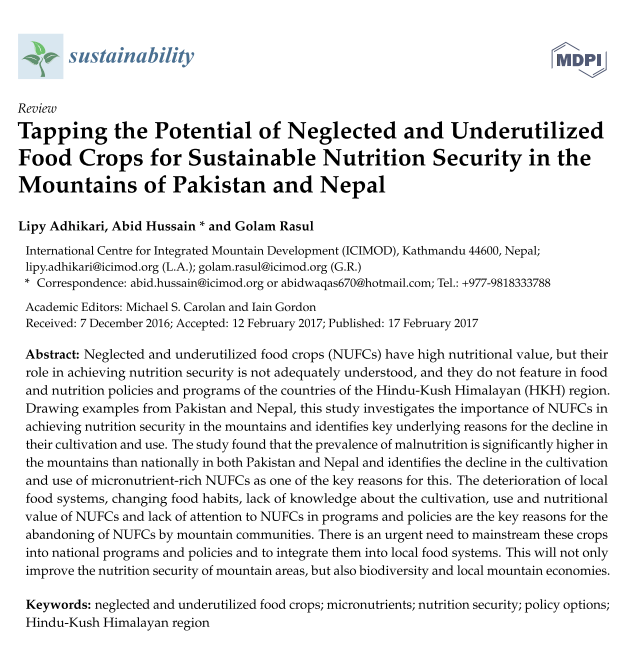 sustainability
MDPI
Review
Tapping the Potential of Neglected and Underutilized
Food Crops for Sustainable Nutrition Security in the
Mountains of Pakistan and Nepal
Lipy Adhikari, Abid Hussain * and Golam Rasul
International Centre for Integrated Mountain Development (ICIMOD), Kathmandu 44600, Nepal;
lipy.adhikari@icimod.org (L.A.); golam.rasul@icimod.org (G.R.)
* Correspondence: abid.hussain@icimod.org or abidwaqas670@hotmail.com; Tel.: +977-9818333788
Academic Editors: Michael S. Carolan and Iain Gordon
Received: 7 December 2016; Accepted: 12 February 2017; Published: 17 February 2017
Abstract: Neglected and underutilized food crops (NUFCs) have high nutritional value, but their
role in achieving nutrition security is not adequately understood, and they do not feature in food
and nutrition policies and programs of the countries of the Hindu-Kush Himalayan (HKH) region.
Drawing examples from Pakistan and Nepal, this study investigates the importance of NUFCs in
achieving nutrition security in the mountains and identifies key underlying reasons for the decline in
their cultivation and use. The study found that the prevalence of malnutrition is significantly higher in
the mountains than nationally in both Pakistan and Nepal and identifies the decline in the cultivation
and use of micronutrient-rich NUFCs as one of the key reasons for this. The deterioration of local
food systems, changing food habits, lack of knowledge about the cultivation, use and nutritional
value of NUFCs and lack of attention to NUFCs in programs and policies are the key reasons for the
abandoning of NUFCs by mountain communities. There is an urgent need to mainstream these crops
into national programs and policies and to integrate them into local food systems. This will not only
improve the nutrition security of mountain areas, but also biodiversity and local mountain economies.
Keywords: neglected and underutilized food crops; micronutrients; nutrition security; policy options;
Hindu-Kush Himalayan region